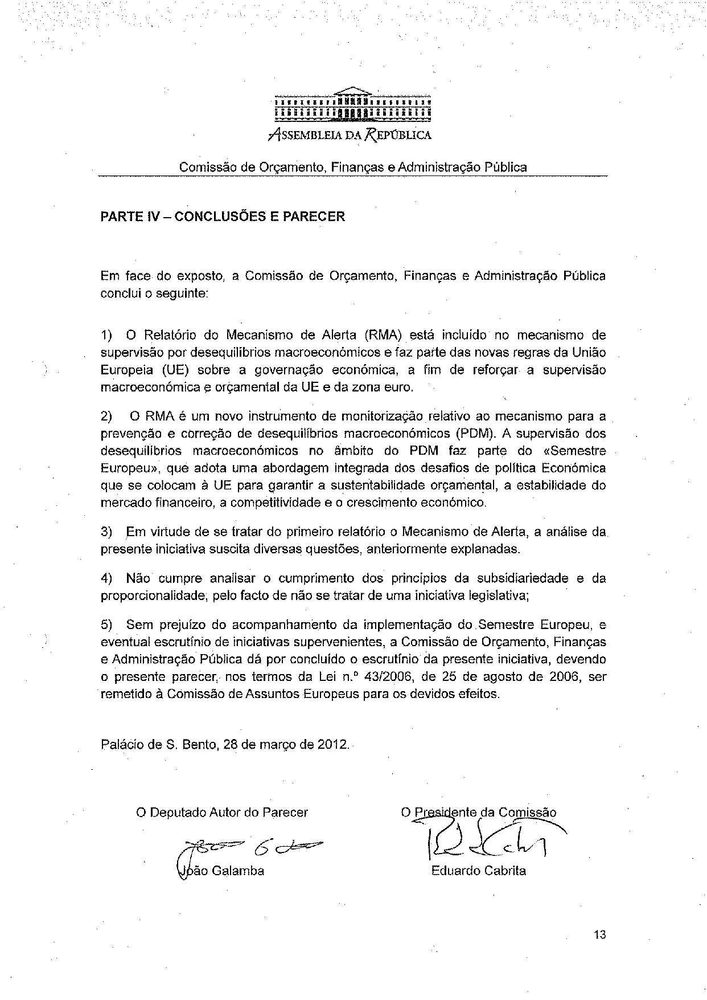 ASSEMBLEIA DA REPÚBLICA
Comissão de Orçamento, Finanças e Administração Pública
PARTE IV – CONCLUSÕES E PARECER
Em face do exposto, a Comissão de Orçamento, Finanças e Administração Pública
conclui o seguinte:
1) O Relatório do Mecanismo de Alerta (RMA) está incluído no mecanismo de
supervisão por desequilíbrios macroeconómicos e faz parte das novas regras da União
Europeia (UE) sobre a governação económica, a fim de reforçar a supervisão
macroeconómica e orçamental da UE e da zona euro.
2) O RMA é um novo instrumento de monitorização relativo ao mecanismo para a
prevenção e correção de desequilíbrios macroeconómicos (PDM). A supervisão dos
desequilíbrios macroeconómicos no âmbito do PDM faz parte do «Semestre
Europeu», que adota uma abordagem integrada dos desafios de política Económica
que se colocam à UE para garantir a sustentabilidade orçamental, a estabilidade do
mercado financeiro, a competitividade e o crescimento económico.
3) Em virtude de se tratar do primeiro relatório o Mecanismo de Alerta, a análise da
presente iniciativa suscita diversas questões, anteriormente explanadas.
4) Não cumpre analisar o cumprimento dos princípios da subsidiariedade e da
proporcionalidade, pelo facto de não se tratar de uma iniciativa legislativa;
5) Sem prejuízo do acompanhamento da implementação do Semestre Europeu, e
eventual escrutínio de iniciativas supervenientes, a Comissão de Orçamento, Finanças
e Administração Pública dá por concluído o escrutínio da presente iniciativa, devendo
o presente parecer, nos termos da Lei n.º 43/2006, de 25 de agosto de 2006, ser
remetido à Comissão de Assuntos Europeus para os devidos efeitos.
Palácio de S. Bento, 28 de março de 2012.
O Deputado Autor do Parecer
O Presidente da Comissão
João Galamba
Eduardo Cabrita
13